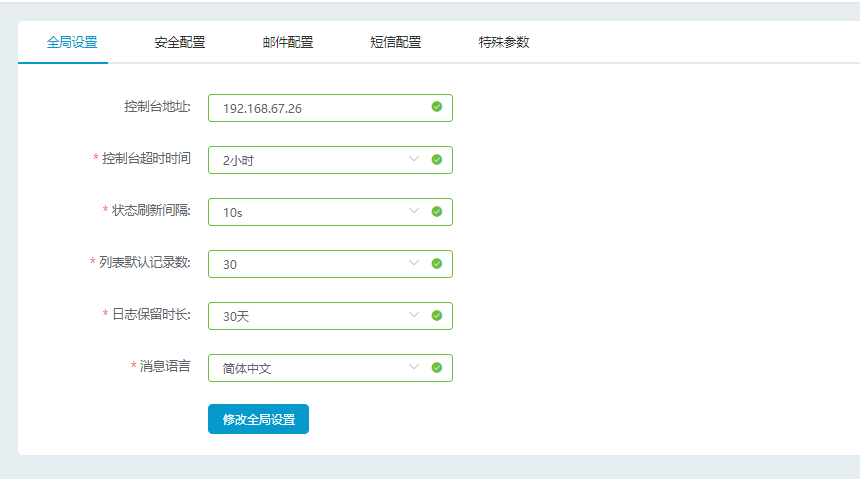 全局设置 安全配置 邮件配置 短信配置 特殊参数
控制台地址: 192.168.67.26
* 控制台超时时间 2小时
* 状态刷新间隔: 10s
* 列表默认记录数: 30
* 日志保留时长: 30天
* 消息语言 简体中文
修改全局设置